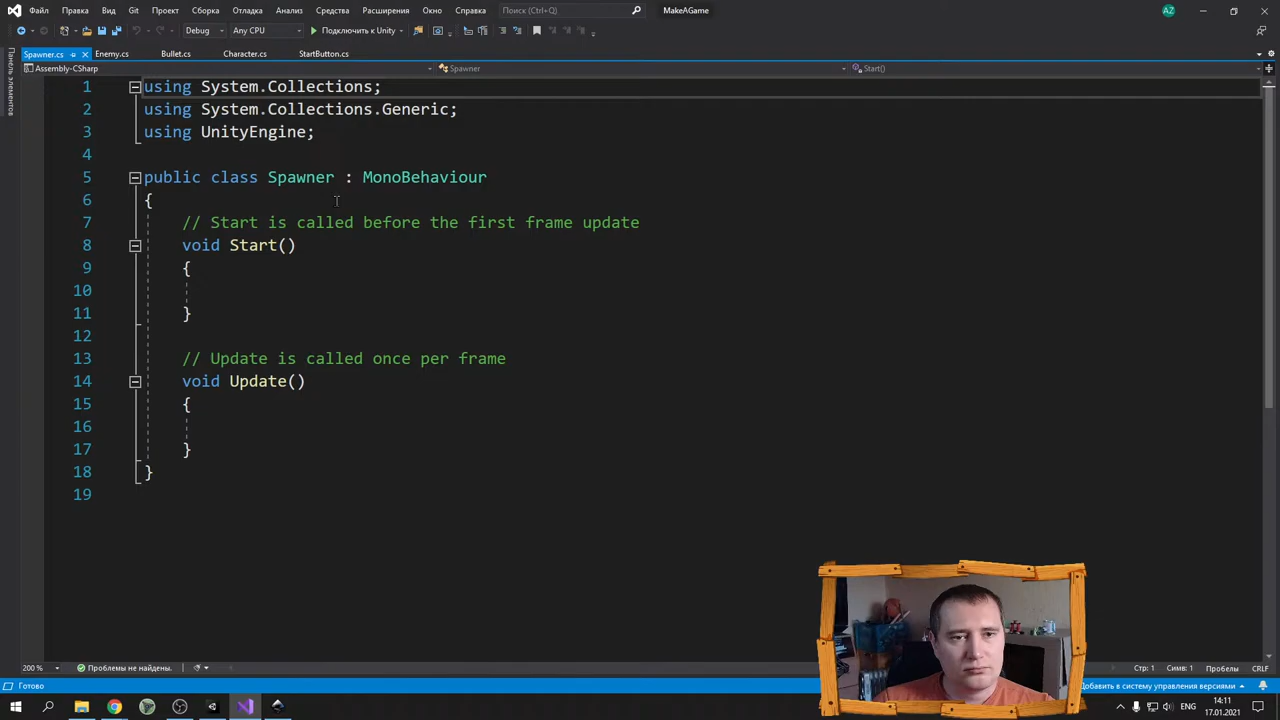 Файл Правка Вид Git Проект Сборка Отладка Анализ Средства Расширения Окно Справка Поиск (Ctrl+Q) MakeAGame AZ
Debug Any CPU Подключить к Unity
Spawner.cs Enemy.cs Bullet.cs Character.cs StartButton.cs
Панель элементов
Assembly-CSharp Spawner Start()
1 using System.Collections;
2 using System.Collections.Generic;
3 using UnityEngine;
4
5 public class Spawner : MonoBehaviour
6 {
7 // Start is called before the first frame update
8 void Start()
9 {
10
11 }
12
13 // Update is called once per frame
14 void Update()
15 {
16
17 }
18 }
19
200 % Проблемы не найдены. Стр: 1 Симв: 1 Пробелы CRLF
Готово Добавить в систему управления версиями
ENG 14:11
17.01.2021